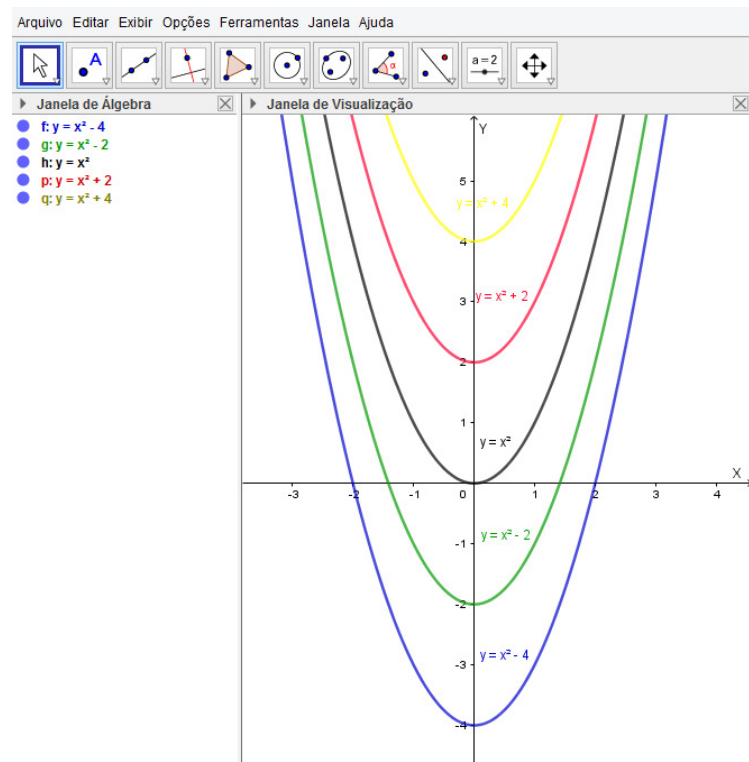 Arquivo Editar Exibir Opções Ferramentas Janela Ajuda
A
α
a = 2
Janela de Álgebra
Janela de Visualização
f: y = x² - 4
g: y = x² - 2
h: y = x²
p: y = x² + 2
q: y = x² + 4
Y
5
y = x² + 4
4
3
y = x² + 2
2
1
y = x²
X
-3 -2 -1 0 1 2 3 4
-1
y = x² - 2
-2
-3
y = x² - 4
-4